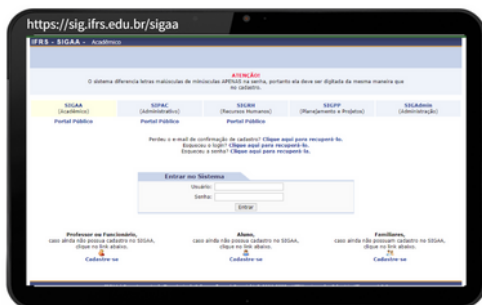 https://sig.ifrs.edu.br/sigaa
IFRS - SIGAA - Acadêmico
ATENÇÃO!
O sistema diferencia letras maiúsculas de minúsculas APENAS na senha, portanto ela deve ser digitada da mesma maneira que
no cadastro.
SIGAA SIPAC SIGRH SIGPP SIGAdmin
(Acadêmico) (Administrativo) (Recursos Humanos) (Planejamento e Projetos) (Administração)
Portal Público Portal Público Portal Público
Perdeu o e-mail de confirmação de cadastro? Clique aqui para recuperá-lo.
Esqueceu o login? Clique aqui para recuperá-lo.
Esqueceu a senha? Clique aqui para recuperá-la.
Entrar no Sistema
Usuário:
Senha:
Entrar
Professor ou Funcionário, Aluno, Familiares,
caso ainda não possua cadastro no SIGAA, caso ainda não possua cadastro no SIGAA, caso ainda não possuam cadastro no SIGAA,
clique no link abaixo. clique no link abaixo. clique no link abaixo.
Cadastre-se Cadastre-se Cadastre-se